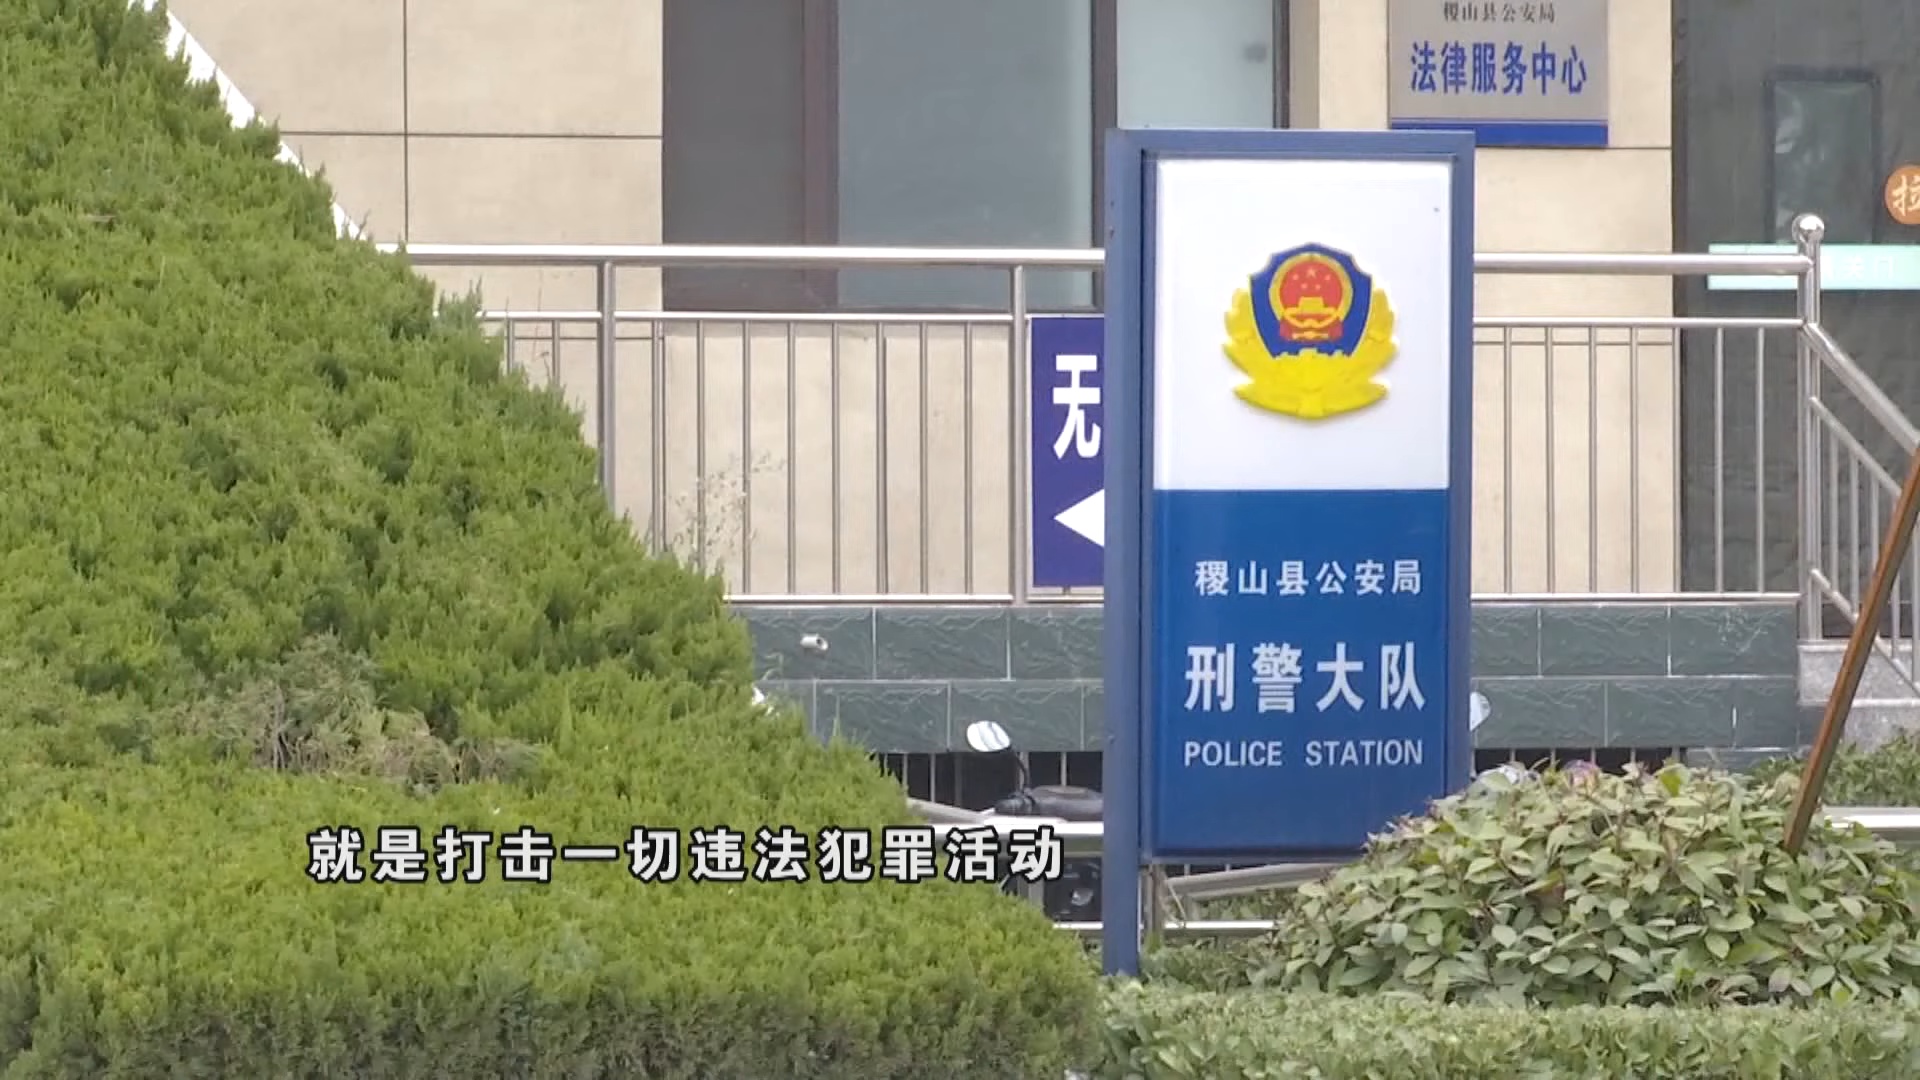 稷山县公安局
法律服务中心
拉
无
稷山县公安局
刑警大队
POLICE STATION
就是打击一切违法犯罪活动